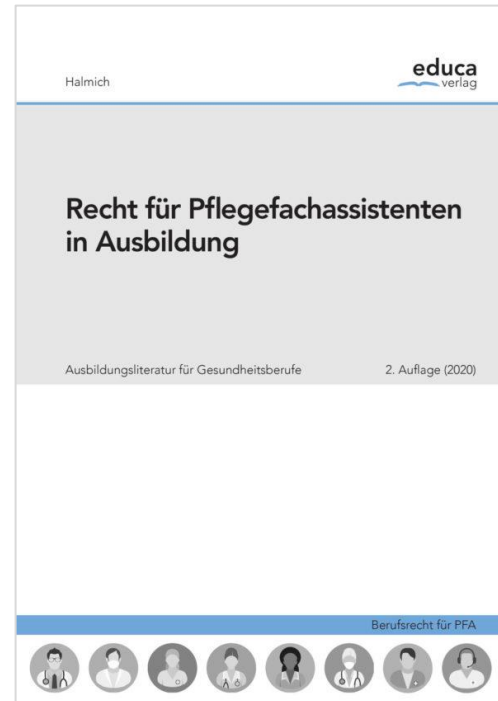 Halmich
educa
verlag
Recht für Pflegefachassistenten
in Ausbildung
Ausbildungsliteratur für Gesundheitsberufe
2. Auflage (2020)
Berufsrecht für PFA